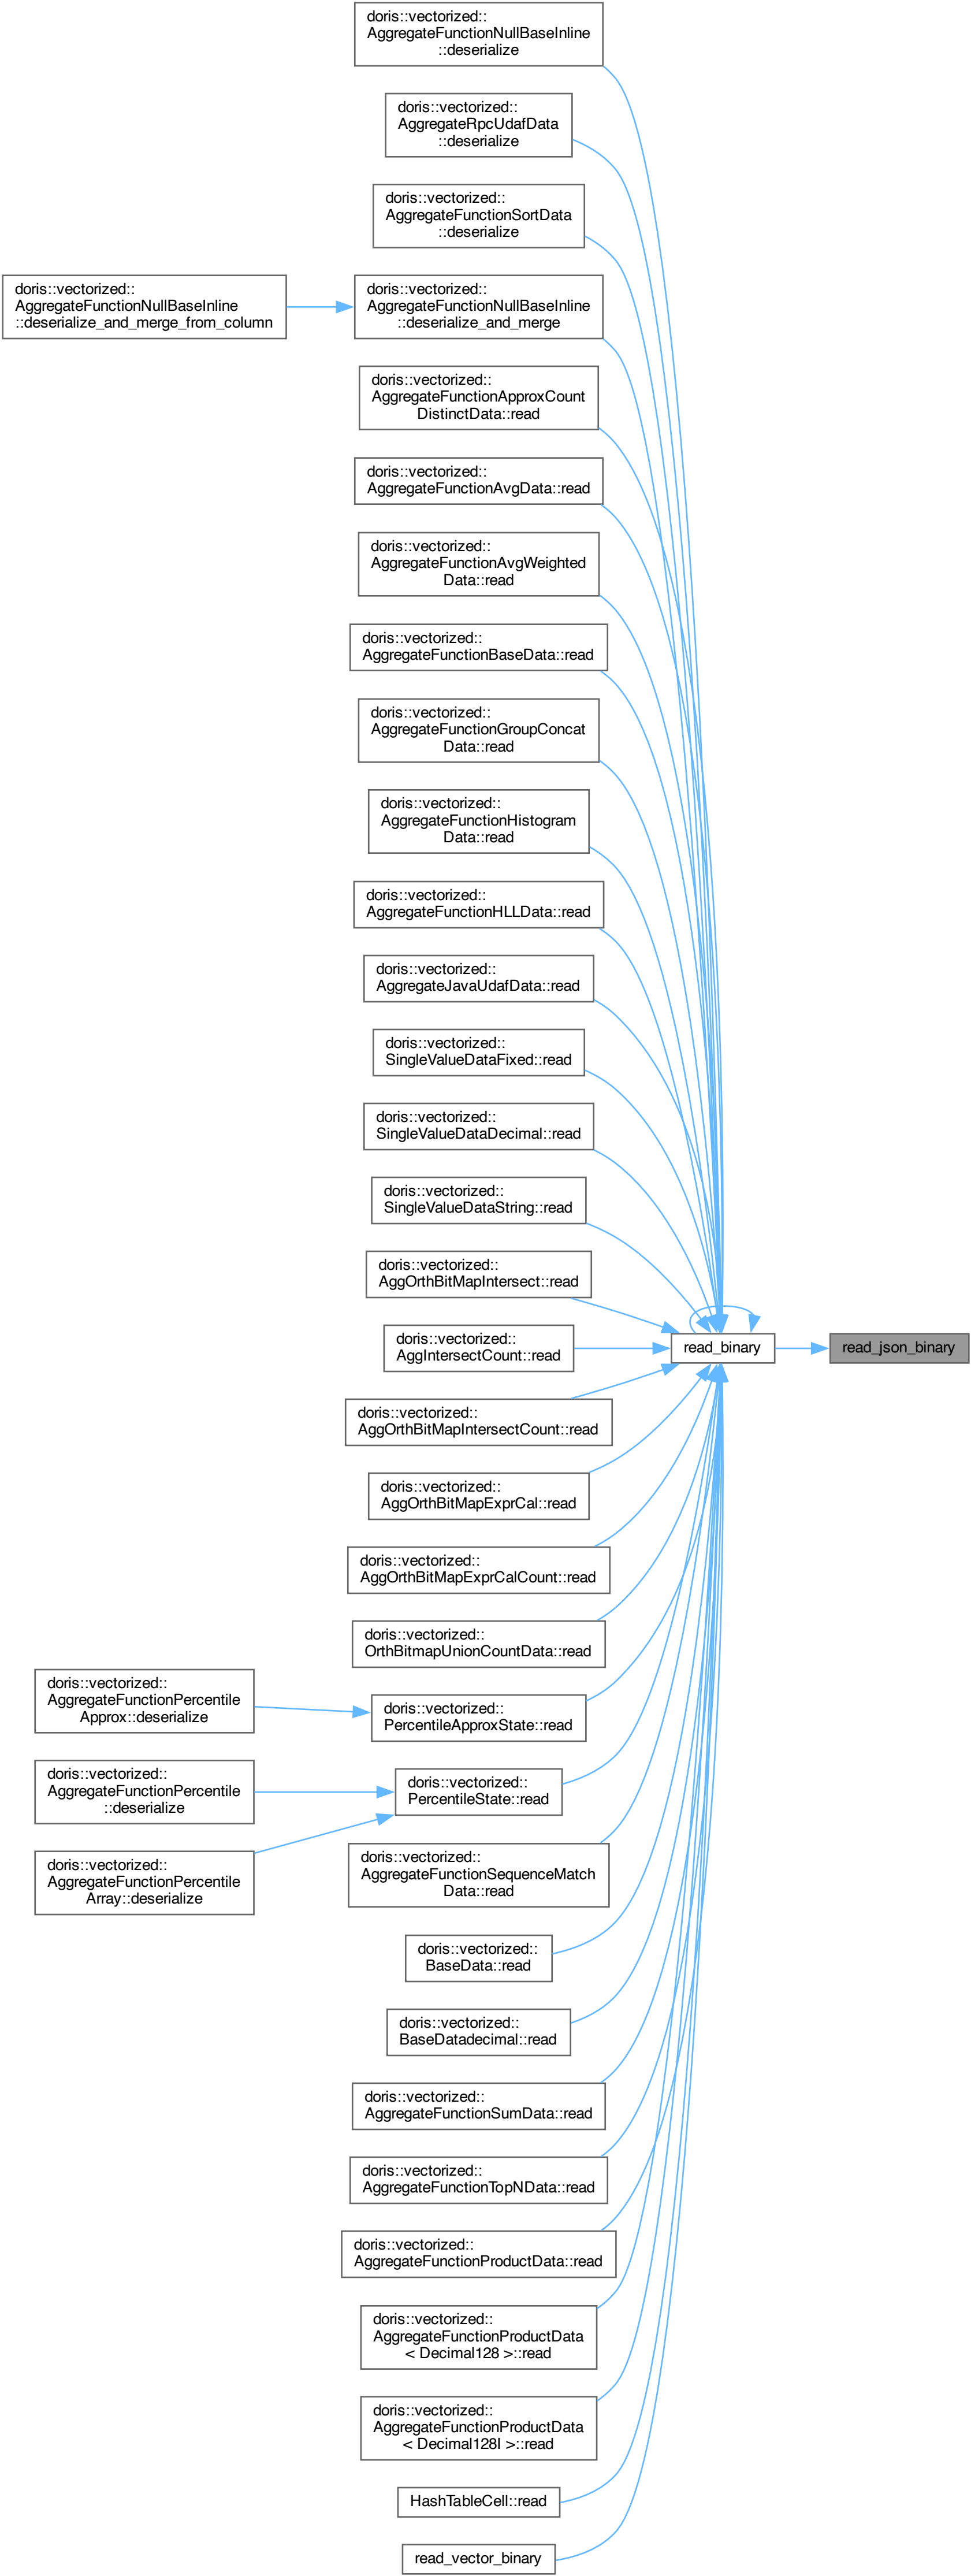 doris::vectorized::
AggregateFunctionNullBaseInline
::deserialize
doris::vectorized::
AggregateRpcUdafData
::deserialize
doris::vectorized::
AggregateFunctionSortData
::deserialize
doris::vectorized::
AggregateFunctionNullBaseInline
::deserialize_and_merge_from_column
doris::vectorized::
AggregateFunctionNullBaseInline
::deserialize_and_merge
doris::vectorized::
AggregateFunctionApproxCount
DistinctData::read
doris::vectorized::
AggregateFunctionAvgData::read
doris::vectorized::
AggregateFunctionAvgWeighted
Data::read
doris::vectorized::
AggregateFunctionBaseData::read
doris::vectorized::
AggregateFunctionGroupConcat
Data::read
doris::vectorized::
AggregateFunctionHistogram
Data::read
doris::vectorized::
AggregateFunctionHLLData::read
doris::vectorized::
AggregateJavaUdafData::read
doris::vectorized::
SingleValueDataFixed::read
doris::vectorized::
SingleValueDataDecimal::read
doris::vectorized::
SingleValueDataString::read
doris::vectorized::
AggOrthBitMapIntersect::read
doris::vectorized::
AggIntersectCount::read
read_binary
read_json_binary
doris::vectorized::
AggOrthBitMapIntersectCount::read
doris::vectorized::
AggOrthBitMapExprCal::read
doris::vectorized::
AggOrthBitMapExprCalCount::read
doris::vectorized::
OrthBitmapUnionCountData::read
doris::vectorized::
AggregateFunctionPercentile
Approx::deserialize
doris::vectorized::
PercentileApproxState::read
doris::vectorized::
AggregateFunctionPercentile
::deserialize
doris::vectorized::
PercentileState::read
doris::vectorized::
AggregateFunctionPercentile
Array::deserialize
doris::vectorized::
AggregateFunctionSequenceMatch
Data::read
doris::vectorized::
BaseData::read
doris::vectorized::
BaseDatadecimal::read
doris::vectorized::
AggregateFunctionSumData::read
doris::vectorized::
AggregateFunctionTopNData::read
doris::vectorized::
AggregateFunctionProductData::read
doris::vectorized::
AggregateFunctionProductData
< Decimal128 >::read
doris::vectorized::
AggregateFunctionProductData
< Decimal128I >::read
HashTableCell::read
read_vector_binary